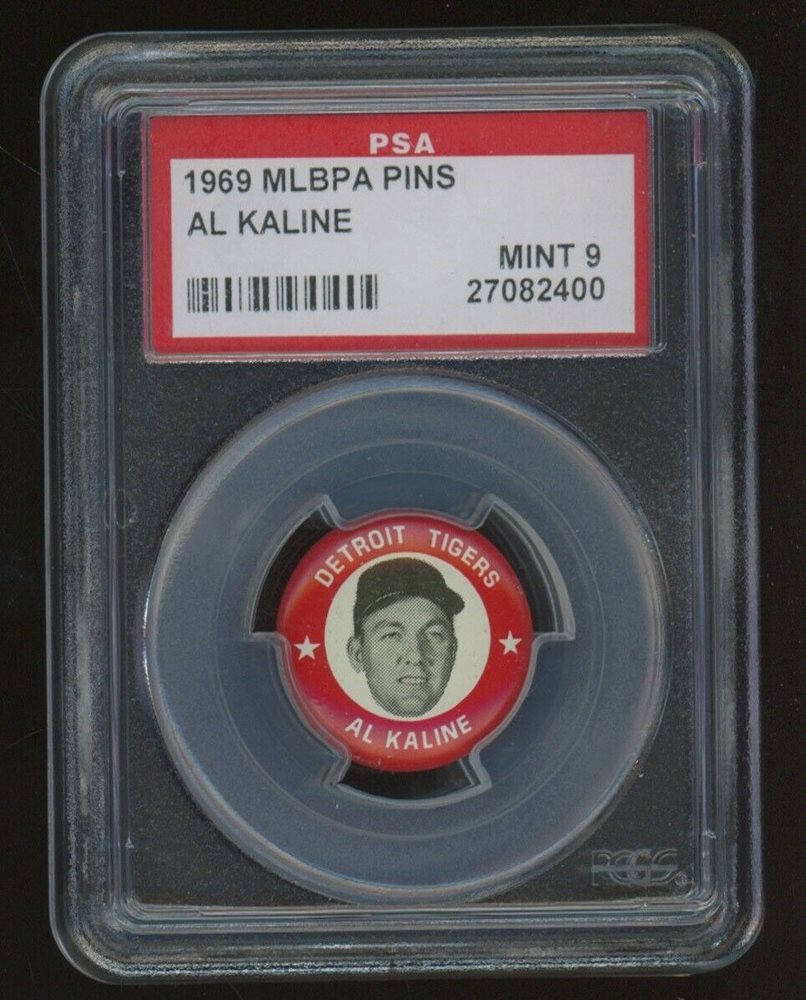 PSA
1969 MLBPA PINS
AL KALINE
MINT 9
27082400
DETROIT TIGERS
AL KALINE
PCGS